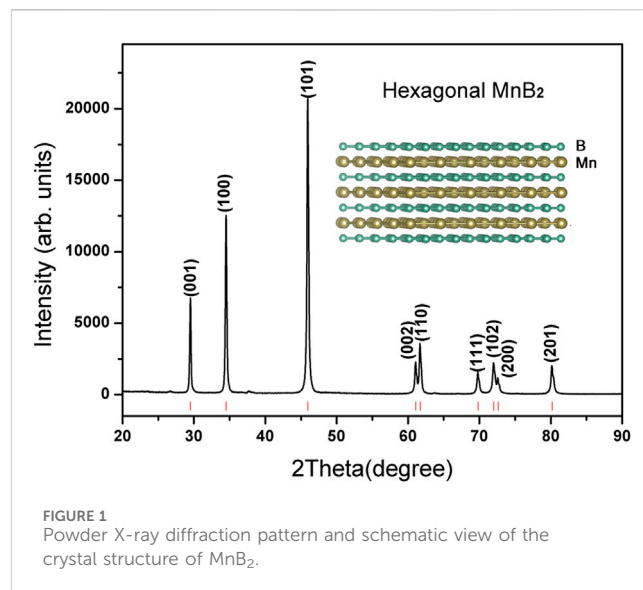 Hexagonal MnB₂
B
Mn
(001)
(100)
(101)
(002)
(110)
(111)
(102)
(200)
(201)
Intensity (arb. units)
20000
15000
10000
5000
0
20 30 40 50 60 70 80 90
2Theta(degree)
FIGURE 1
Powder X-ray diffraction pattern and schematic view of the
crystal structure of MnB₂.